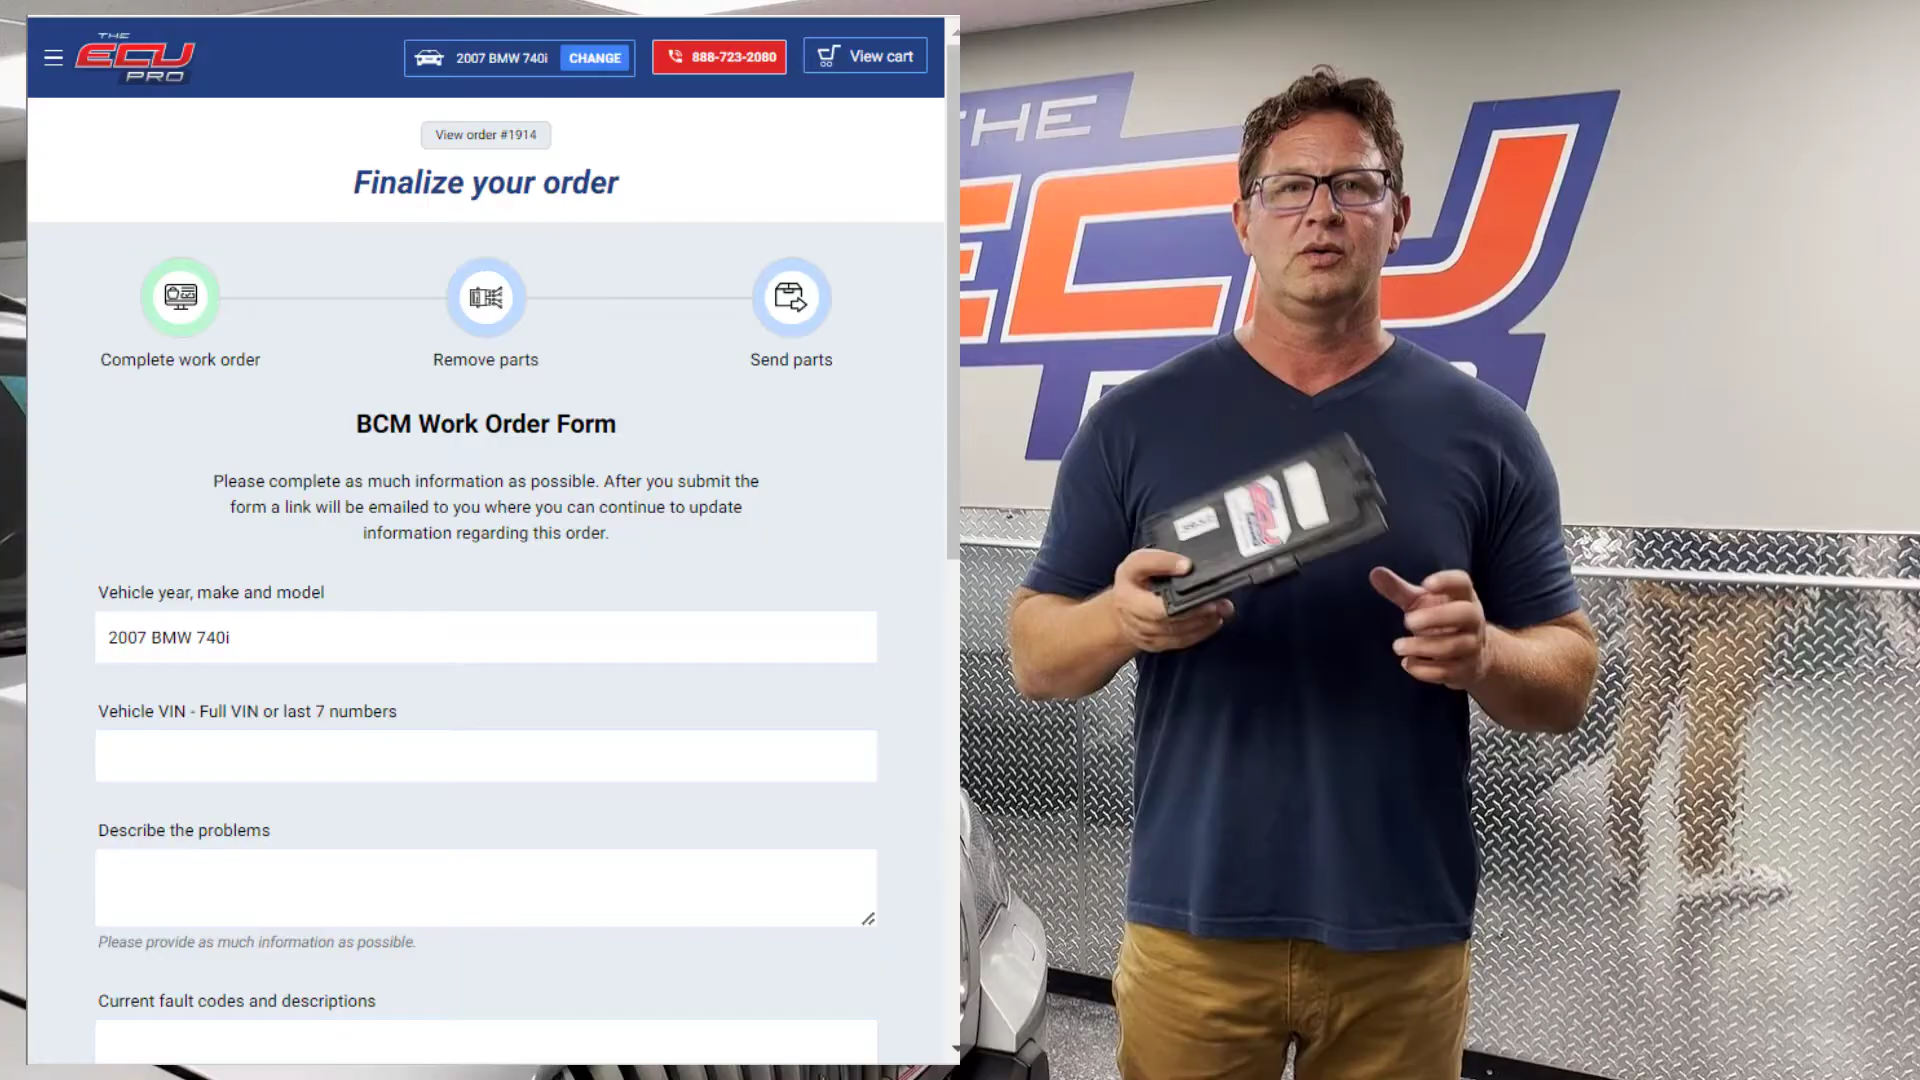 THE
ECU
PRO
2007 BMW 740i
CHANGE
888-723-2080
View cart
View order #1914
Finalize your order
Complete work order
Remove parts
Send parts
BCM Work Order Form
Please complete as much information as possible. After you submit the
form a link will be emailed to you where you can continue to update
information regarding this order.
Vehicle year, make and model
2007 BMW 740i
Vehicle VIN - Full VIN or last 7 numbers
Describe the problems
Please provide as much information as possible.
Current fault codes and descriptions
THE
ECU
ECU